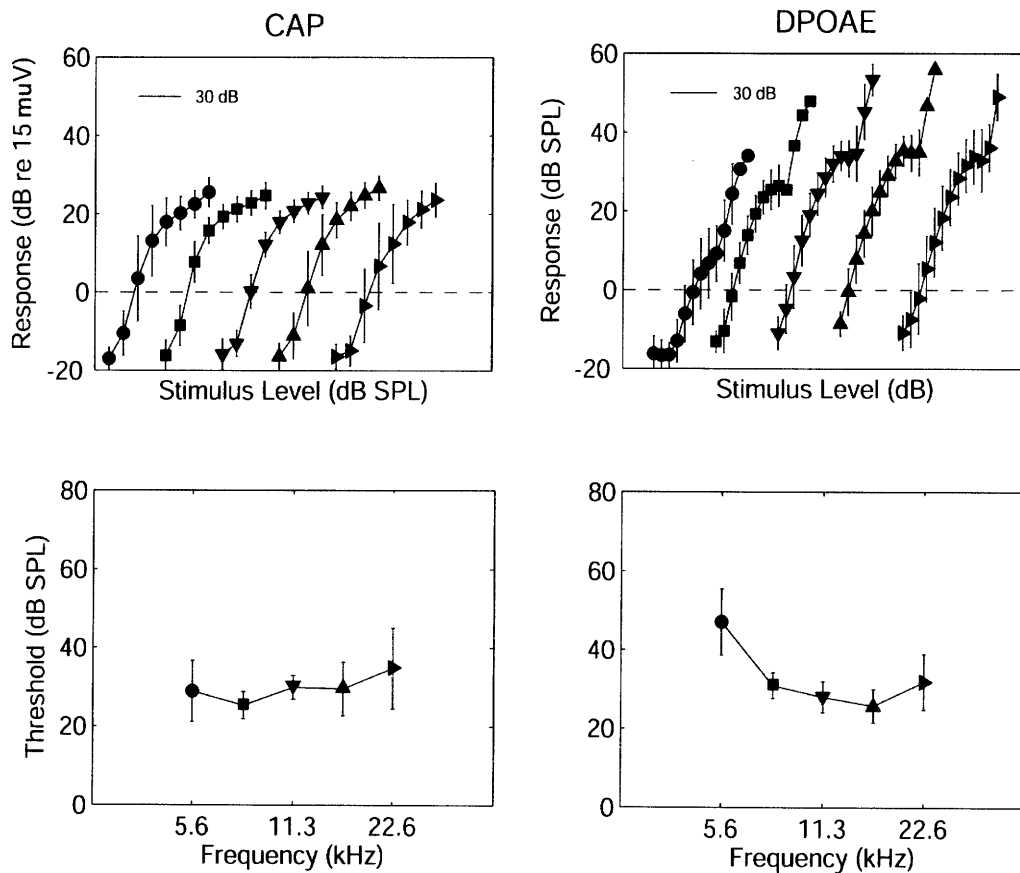 CAP
60
40
20
0
-20
Response (dB re 15 muV)
30 dB
Stimulus Level (dB SPL)
DPOAE
60
40
20
0
-20
Response (dB SPL)
30 dB
Stimulus Level (dB)
80
60
40
20
0
Threshold (dB SPL)
5.6 11.3 22.6
Frequency (kHz)
80
60
40
20
0
5.6 11.3 22.6
Frequency (kHz)